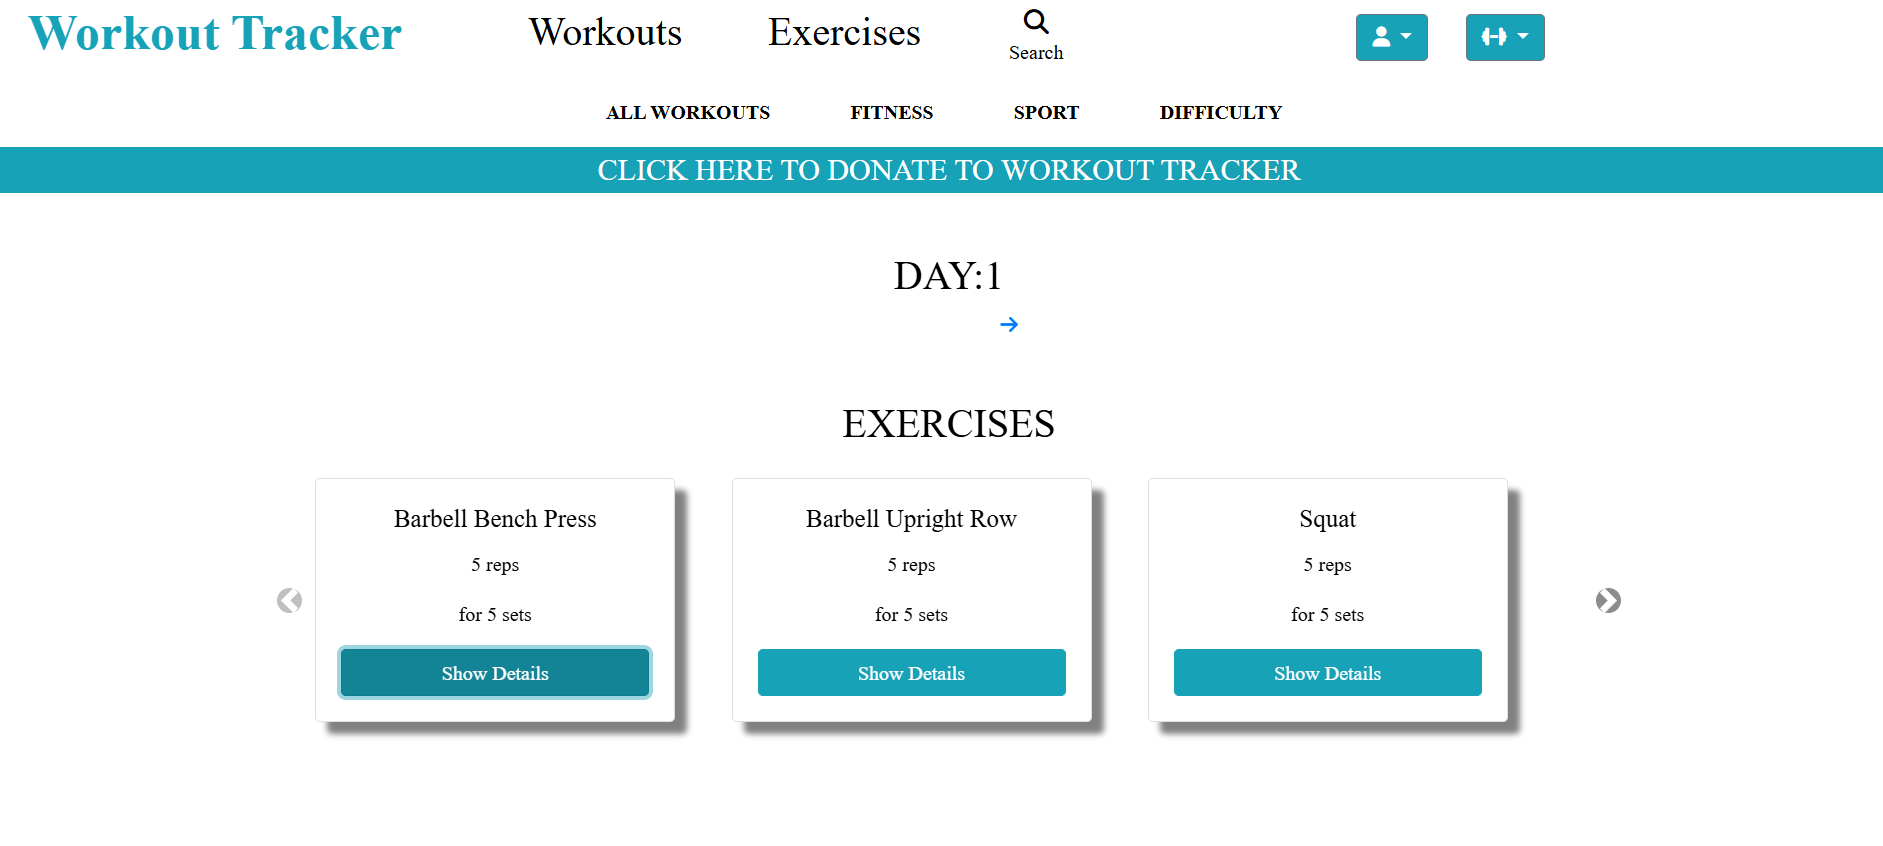 Workout Tracker
Workouts
Exercises
Search
ALL WORKOUTS
FITNESS
SPORT
DIFFICULTY
CLICK HERE TO DONATE TO WORKOUT TRACKER
DAY:1
EXERCISES
Barbell Bench Press
5 reps
for 5 sets
Show Details
Barbell Upright Row
5 reps
for 5 sets
Show Details
Squat
5 reps
for 5 sets
Show Details